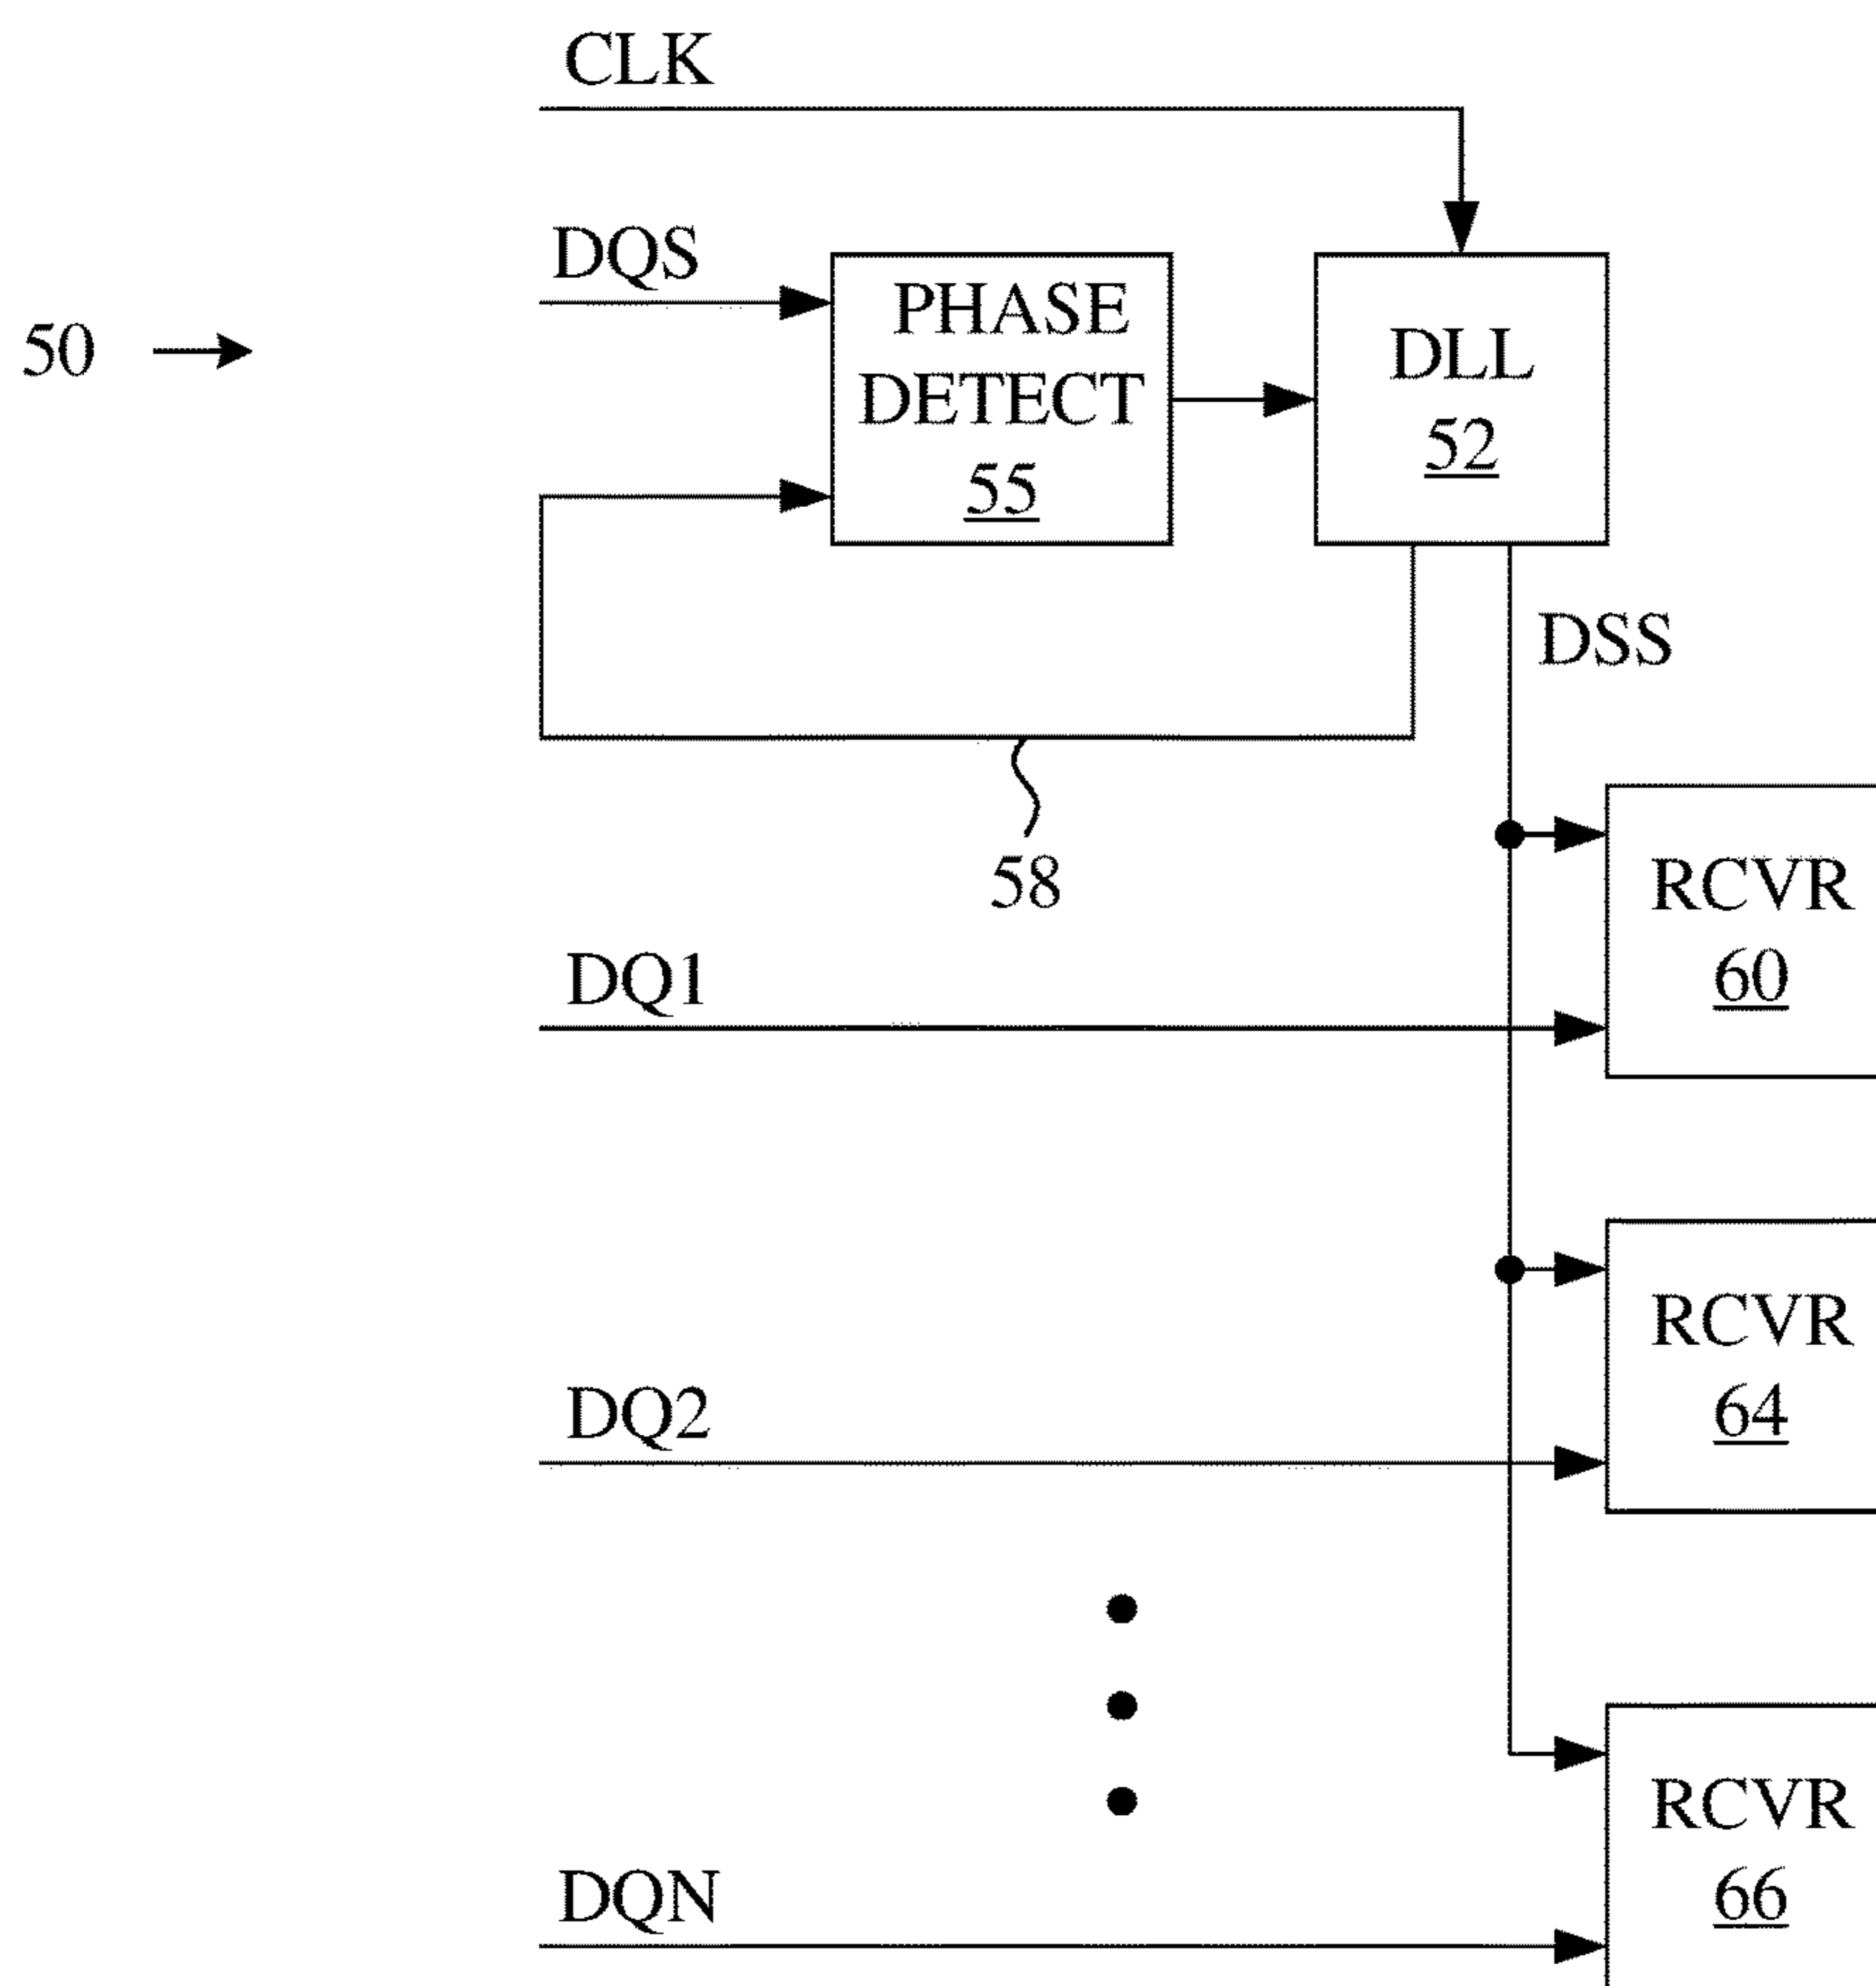 CLK
DQS
50
PHASE
DETECT
55
DLL
52
DSS
58
RCVR
60
DQ1
RCVR
64
DQ2
RCVR
66
DQN